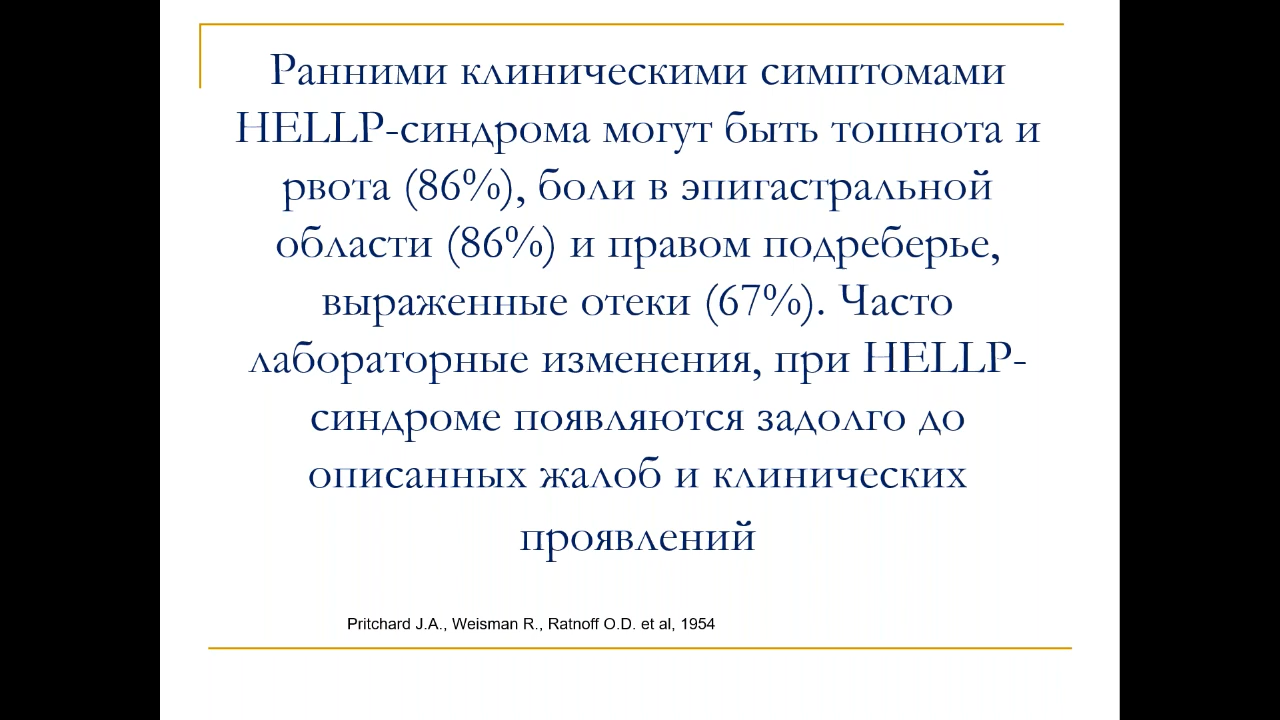 Ранними клиническими симптомами
HELLP-синдрома могут быть тошнота и
рвота (86%), боли в эпигастральной
области (86%) и правом подреберье,
выраженные отеки (67%). Часто
лабораторные изменения, при HELLP-
синдроме появляются задолго до
описанных жалоб и клинических
проявлений
Pritchard J.A., Weisman R., Ratnoff O.D. et al, 1954